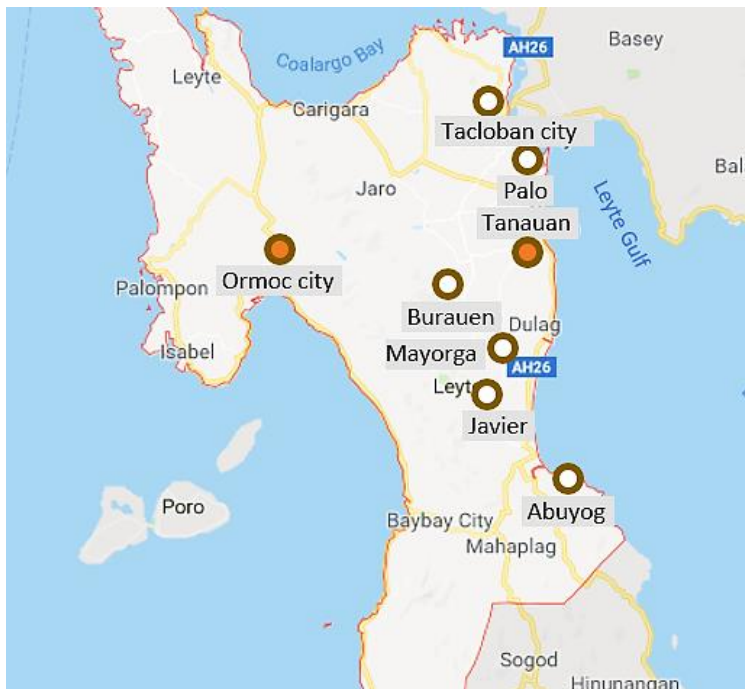 AH26
Basey
Leyte
Coalargo Bay
Carigara
Tacloban city
Bal
Jaro
Palo
Leyte Gulf
Tanauan
Ormoc city
Palompon
Burauen
Dulag
Isabel
Mayorga
AH26
Leyte
Javier
Poro
Baybay City
Abuyog
Mahaplag
Sogod
Hinunangan